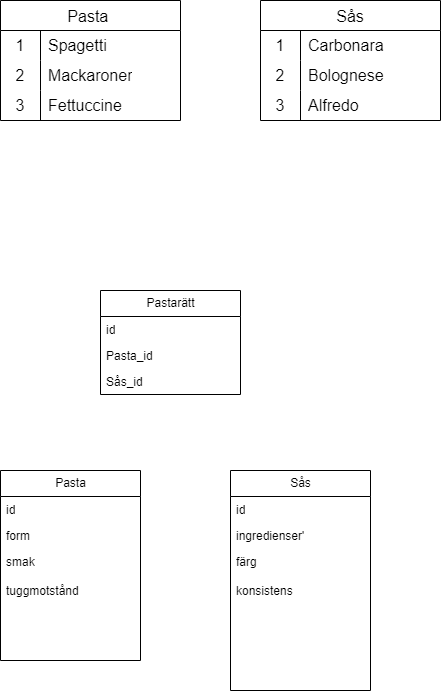 Pasta
1 Spagetti
2 Mackaroner
3 Fettuccine
Sås
1 Carbonara
2 Bolognese
3 Alfredo
Pastarätt
id
Pasta_id
Sås_id
Pasta
id
form
smak
tuggmotstånd
Sås
id
ingredienser'
färg
konsistens